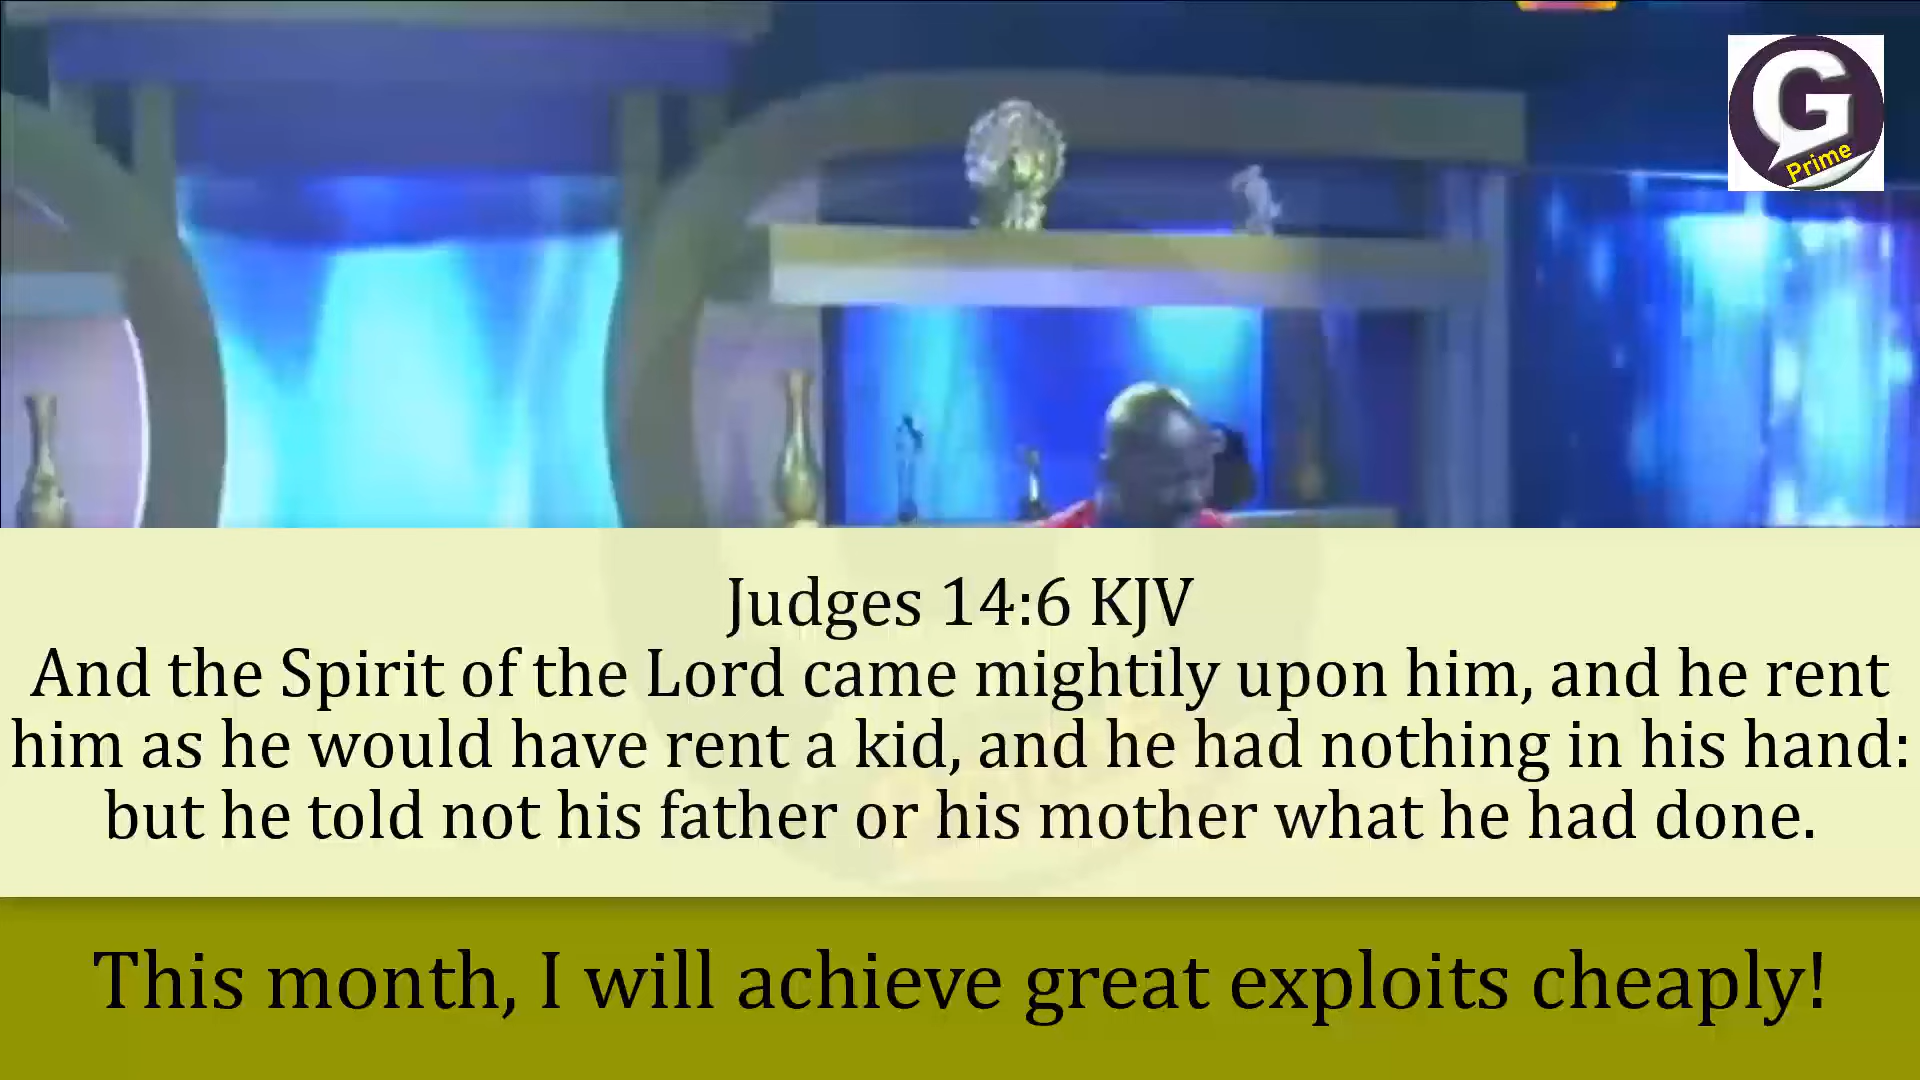 G
Prime
Judges 14:6 KJV
And the Spirit of the Lord came mightily upon him, and he rent
him as he would have rent a kid, and he had nothing in his hand:
but he told not his father or his mother what he had done.
This month, I will achieve great exploits cheaply!